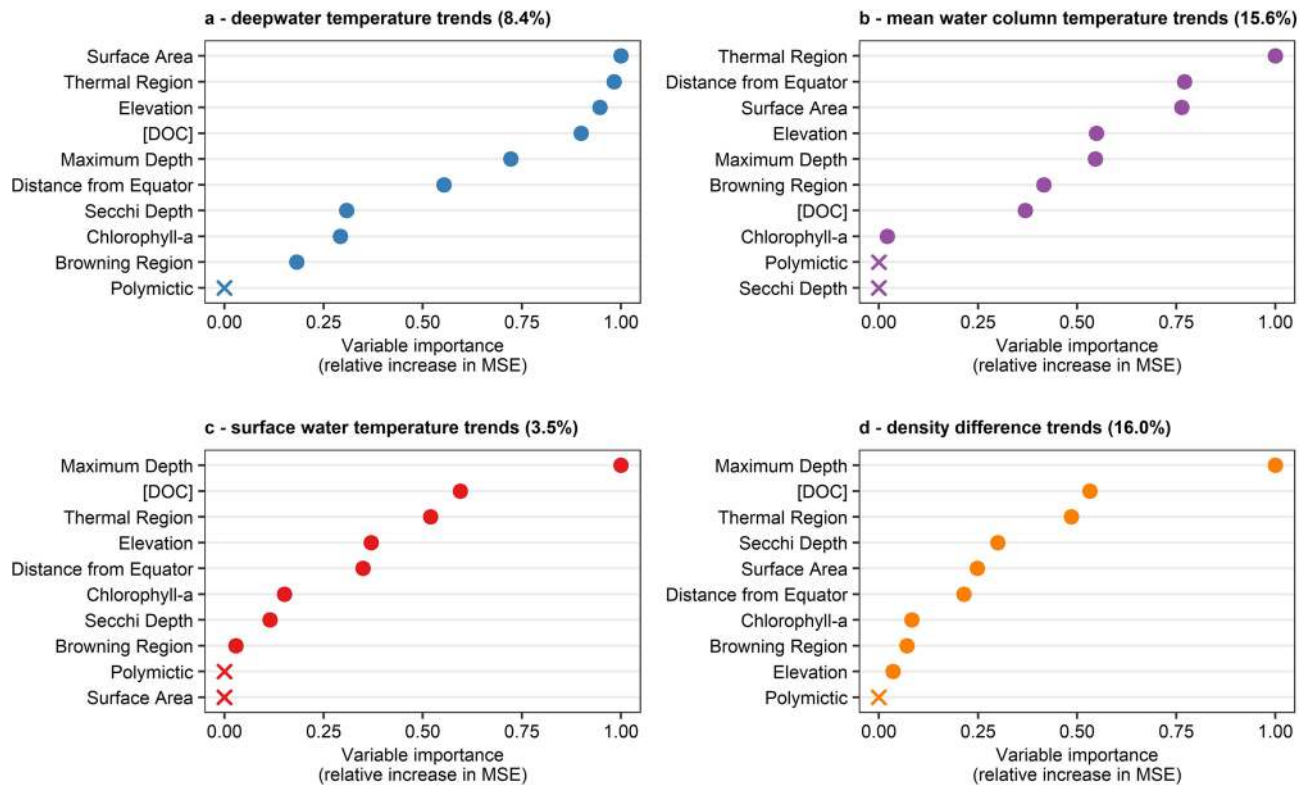 a - deepwater temperature trends (8.4%)
Surface Area
Thermal Region
Elevation
[DOC]
Maximum Depth
Distance from Equator
Secchi Depth
Chlorophyll-a
Browning Region
Polymictic
0.00 0.25 0.50 0.75 1.00
Variable importance
(relative increase in MSE)
b - mean water column temperature trends (15.6%)
Thermal Region
Distance from Equator
Surface Area
Elevation
Maximum Depth
Browning Region
[DOC]
Chlorophyll-a
Polymictic
Secchi Depth
0.00 0.25 0.50 0.75 1.00
Variable importance
(relative increase in MSE)
c - surface water temperature trends (3.5%)
Maximum Depth
[DOC]
Thermal Region
Elevation
Distance from Equator
Chlorophyll-a
Secchi Depth
Browning Region
Polymictic
Surface Area
0.00 0.25 0.50 0.75 1.00
Variable importance
(relative increase in MSE)
d - density difference trends (16.0%)
Maximum Depth
[DOC]
Thermal Region
Secchi Depth
Surface Area
Distance from Equator
Chlorophyll-a
Browning Region
Elevation
Polymictic
0.00 0.25 0.50 0.75 1.00
Variable importance
(relative increase in MSE)